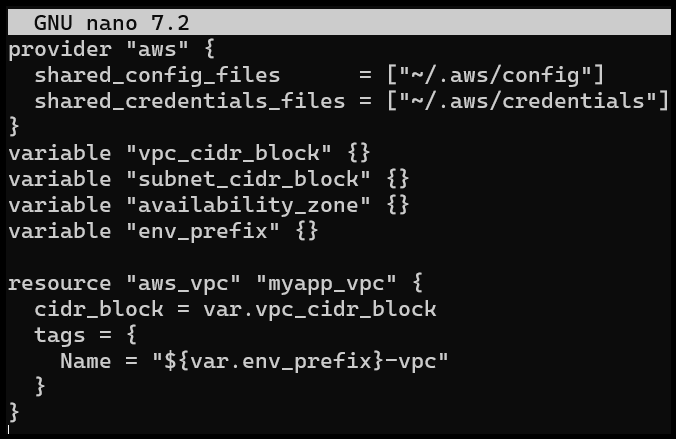 GNU nano 7.2
provider "aws" {
  shared_config_files      = ["~/.aws/config"]
  shared_credentials_files = ["~/.aws/credentials"]
}
variable "vpc_cidr_block" {}
variable "subnet_cidr_block" {}
variable "availability_zone" {}
variable "env_prefix" {}

resource "aws_vpc" "myapp_vpc" {
  cidr_block = var.vpc_cidr_block
  tags = {
    Name = "${var.env_prefix}-vpc"
  }
}